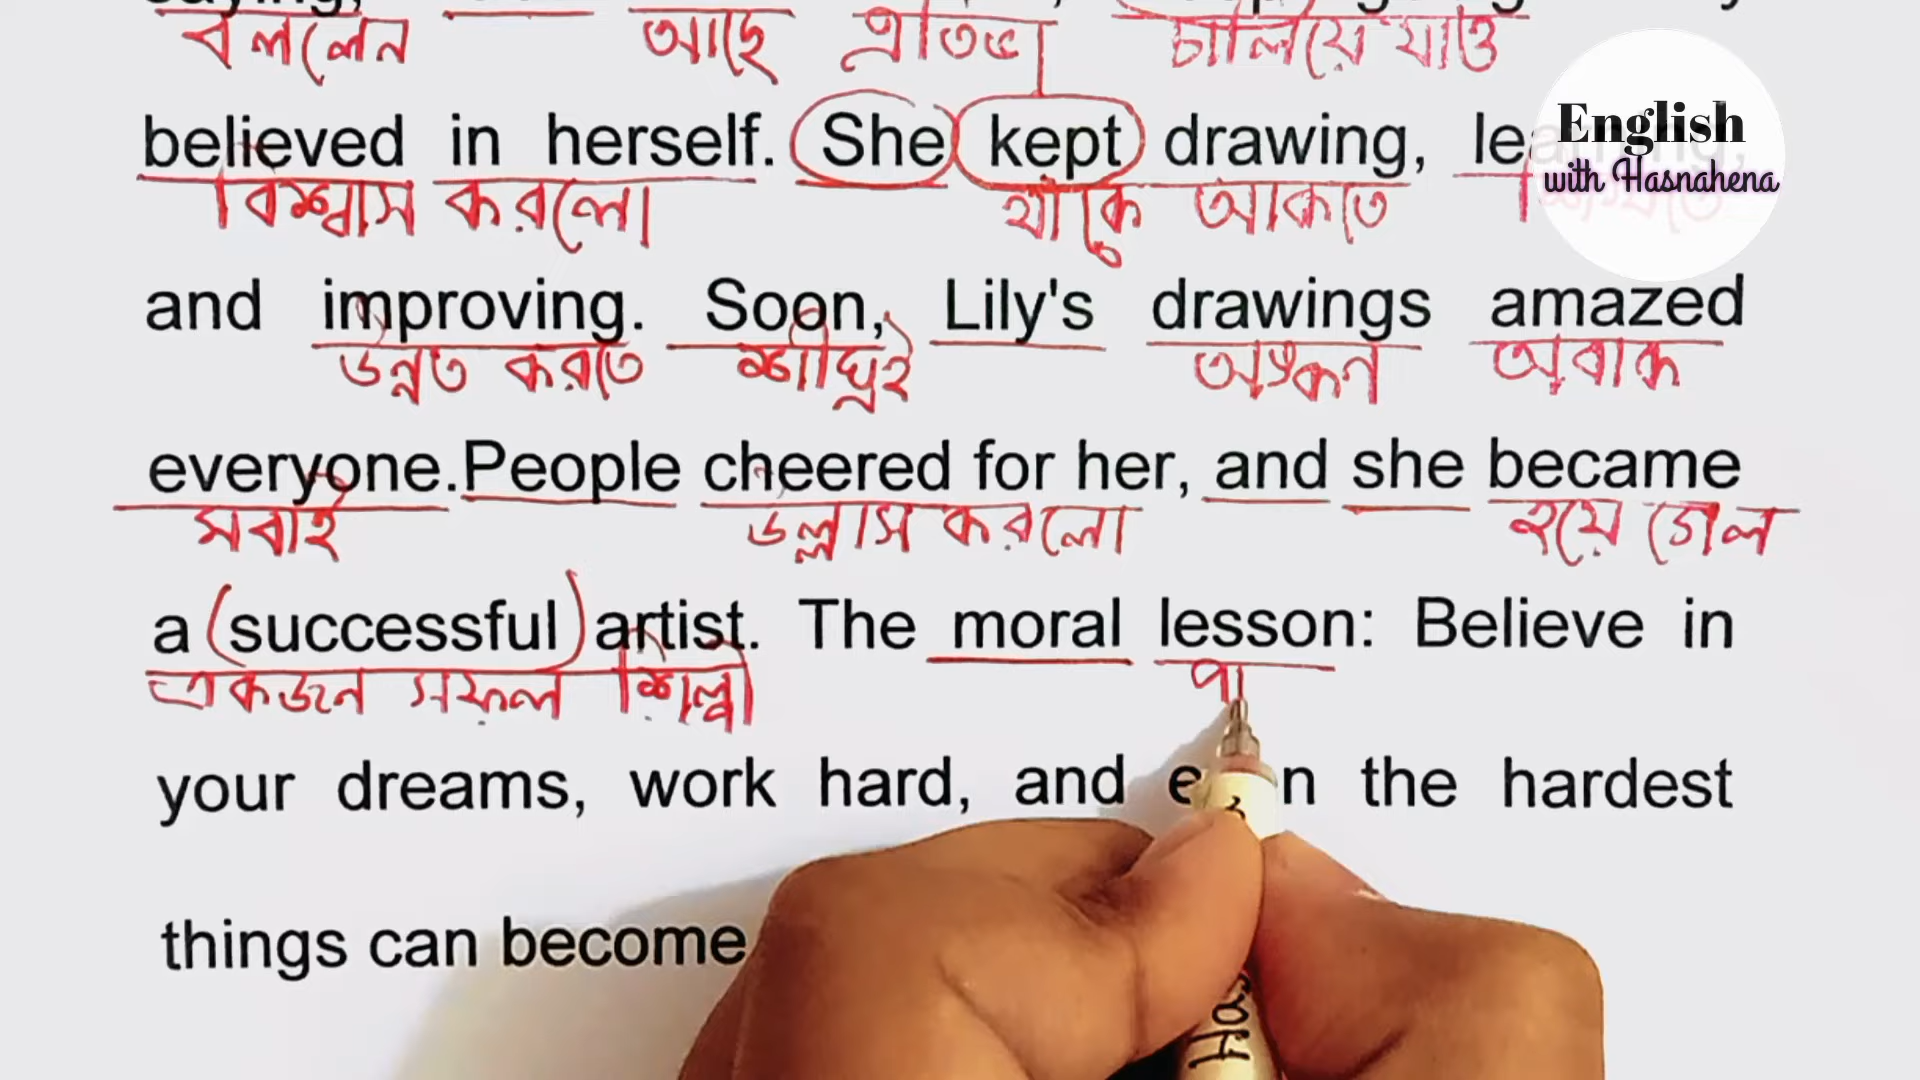 বললেন আছে প্রতিভা চালিয়ে যাও
believed in herself. She kept drawing,
বিশ্বাস করলো থাকে আকতে
English
with Hasnahena
and improving. Soon, Lily's drawings amazed
উন্নত করতে শীঘ্রই অঙ্কন অবাক
everyone.People cheered for her, and she became
সবাই উল্লাস করলো হয়ে গেল
a (successful) artist. The moral lesson: Believe in
একজন সফল শিল্পী পা
your dreams, work hard, and the hardest
things can become